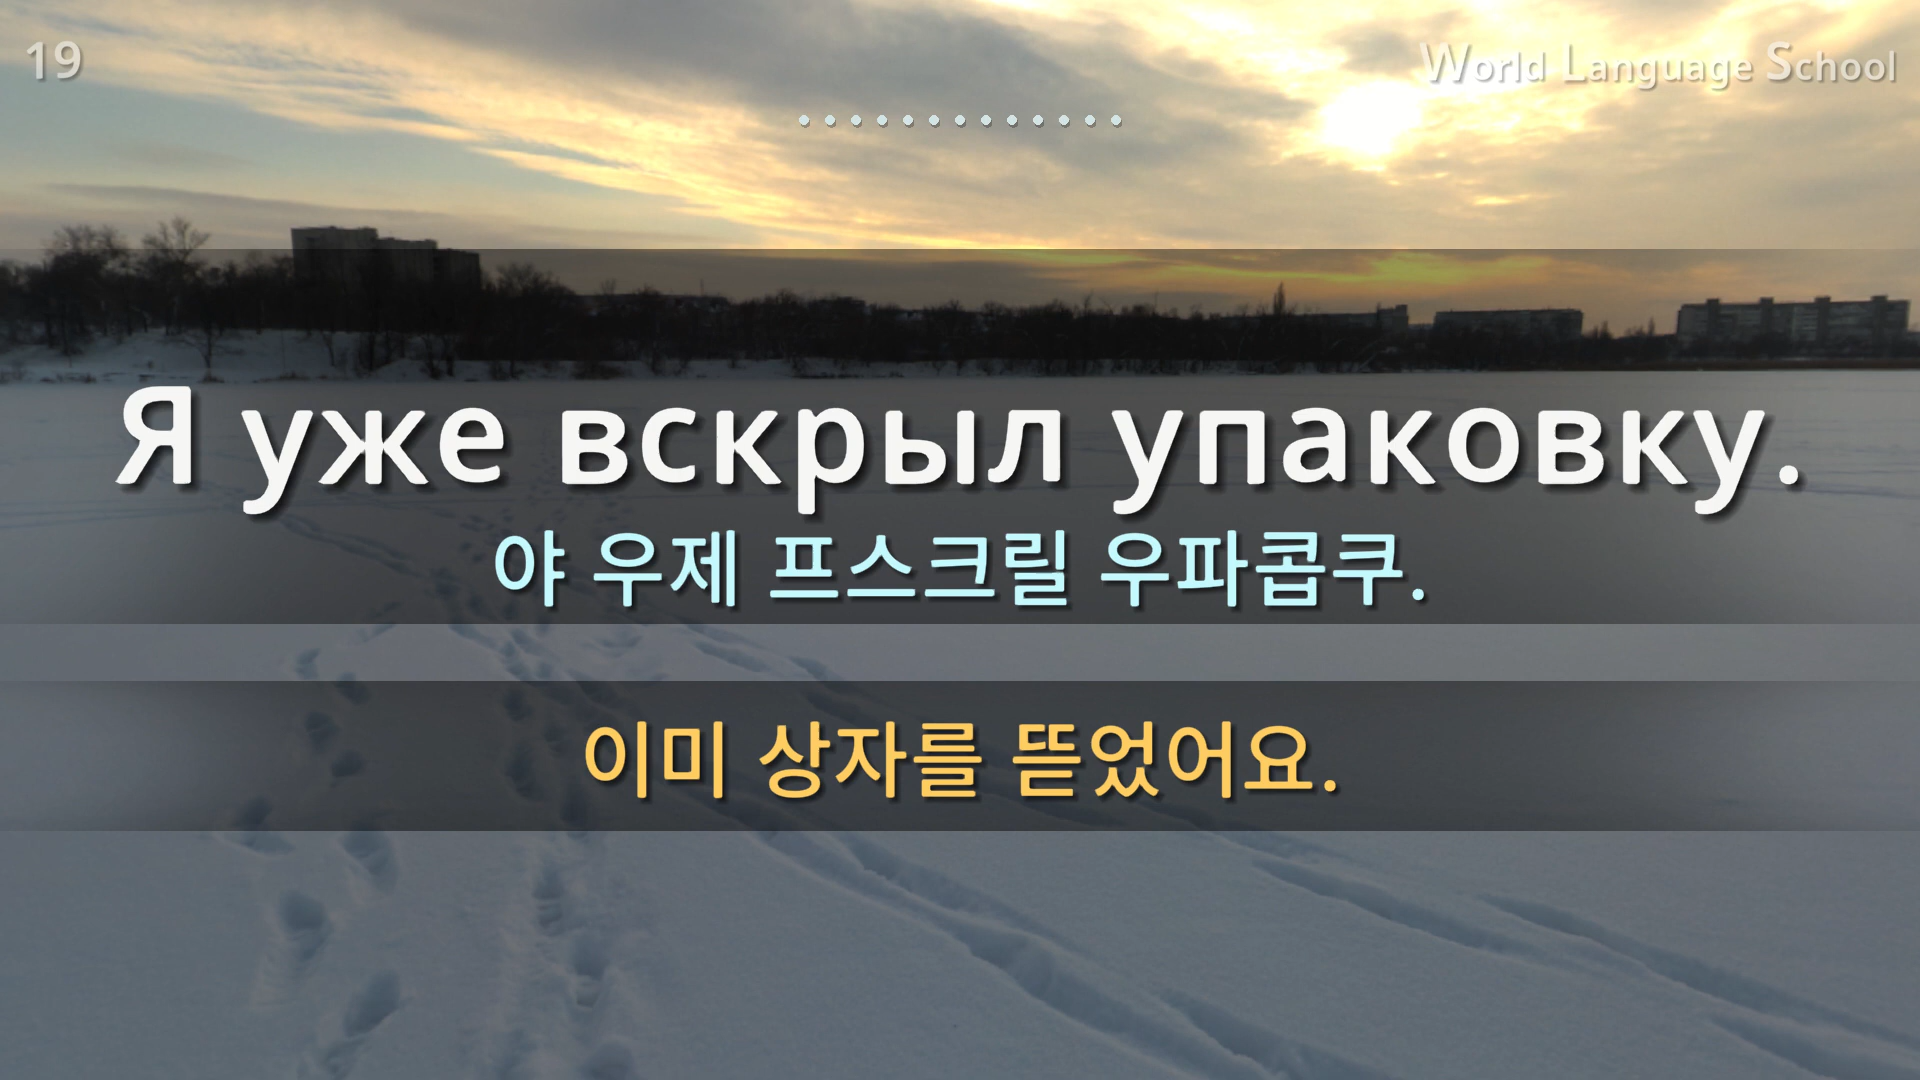 19
World Language School
Я уже вскрыл упаковку.
야 우제 프스크릴 우파콥쿠.
이미 상자를 뜯었어요.